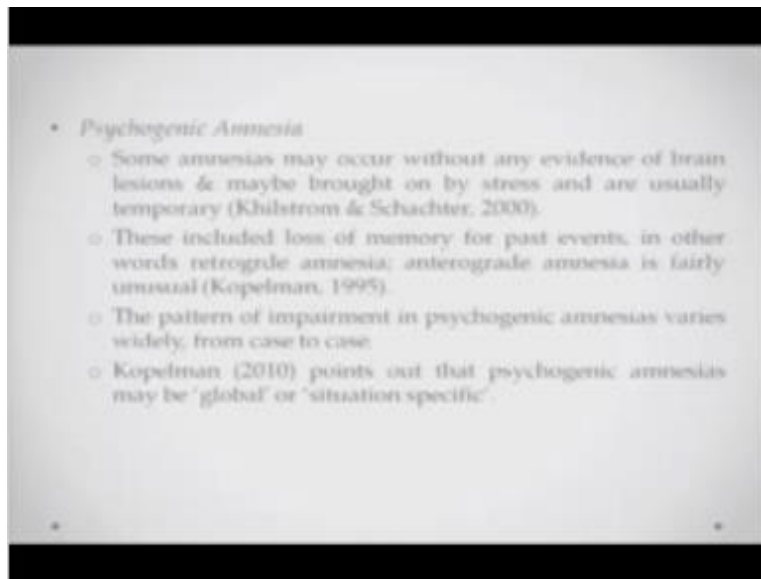 • Psychogenic Amnesia
o Some amnesias may occur without any evidence of brain
lesions & maybe brought on by stress and are usually
temporary (Khilstrom & Schachter, 2000).
o These included loss of memory for past events, in other
words retrogrde amnesia; anterograde amnesia is fairly
unusual (Kopelman, 1995).
o The pattern of impairment in psychogenic amnesias varies
widely, from case to case
o Kopelman (2010) points out that psychogenic amnesias
may be 'global' or 'situation specific'.